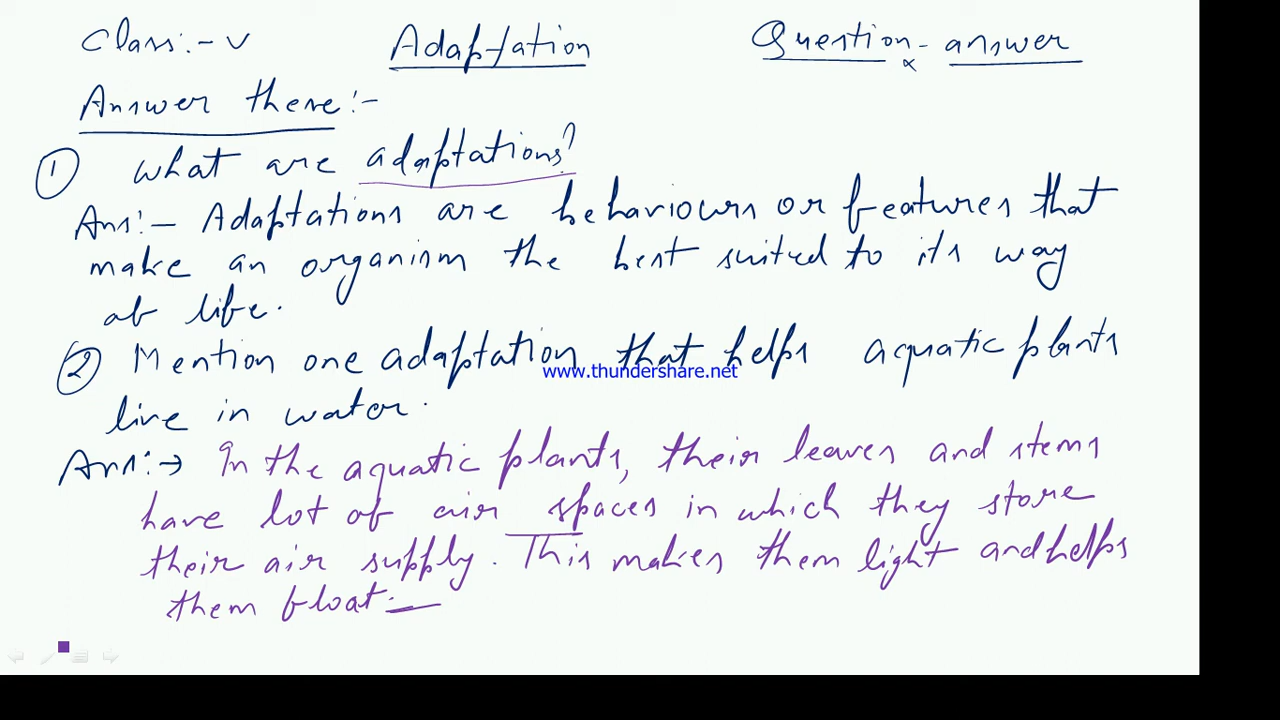 Class:- V Adaptation Question - answer
Answer there:-
① What are adaptations?
Ans:- Adaptations are behaviours or features that
make an organism the best suited to its way
of life.
② Mention one adaptation that helps aquatic plants
www.thundershare.net
live in water.
Ans:→ In the aquatic plants, their leaves and stems
have lot of air spaces in which they store
their air supply. This makes them light and helps
them float.